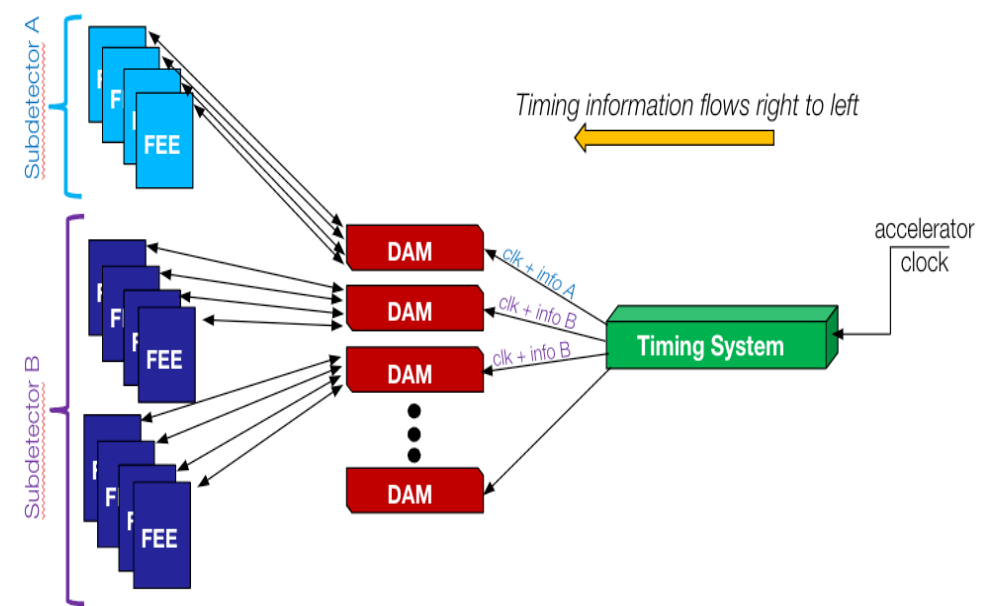 Subdetector A
F
F
F
FEE
Timing information flows right to left
accelerator
clock
DAM
clk + info A
DAM
clk + info B
DAM
clk + info B
Timing System
DAM
Subdetector B
F
F
F
FEE
F
F
F
FEE